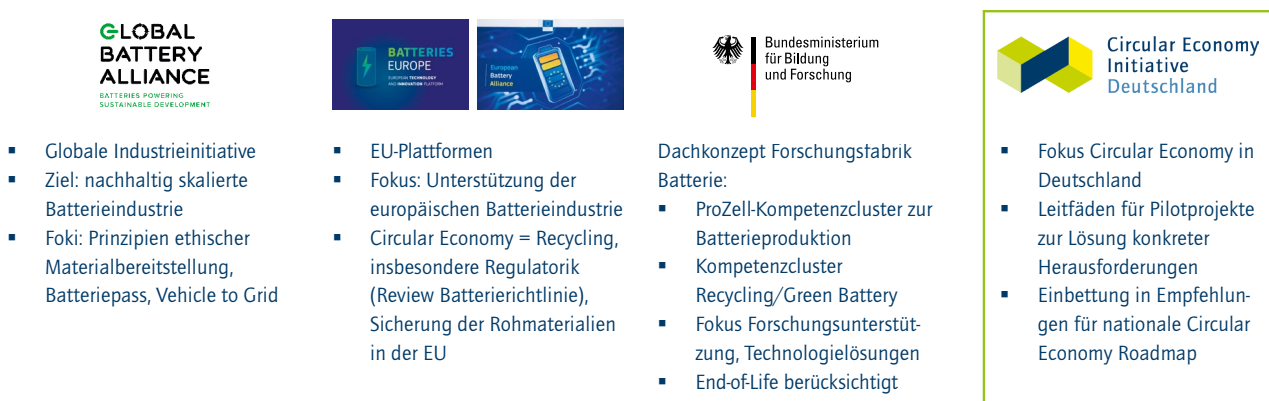 GLOBAL
BATTERY
ALLIANCE
BATTERIES POWERING
SUSTAINABLE DEVELOPMENT
▪ Globale Industrieinitiative
▪ Ziel: nachhaltig skalierte
Batterieindustrie
▪ Foki: Prinzipien ethischer
Materialbereitstellung,
Batteriepass, Vehicle to Grid
BATTERIES
EUROPE
EUROPEAN TECHNOLOGY
AND INNOVATION PLATFORM
European
Battery
Alliance
▪ EU-Plattformen
▪ Fokus: Unterstützung der
europäischen Batterieindustrie
▪ Circular Economy = Recycling,
insbesondere Regulatorik
(Review Batterierichtlinie),
Sicherung der Rohmaterialien
in der EU
Bundesministerium
für Bildung
und Forschung
Dachkonzept Forschungsfabrik
Batterie:
▪ ProZell-Kompetenzcluster zur
Batterieproduktion
▪ Kompetenzcluster
Recycling/Green Battery
▪ Fokus Forschungsunterstüt-
zung, Technologielösungen
▪ End-of-Life berücksichtigt
Circular Economy
Initiative
Deutschland
▪ Fokus Circular Economy in
Deutschland
▪ Leitfäden für Pilotprojekte
zur Lösung konkreter
Herausforderungen
▪ Einbettung in Empfehlun-
gen für nationale Circular
Economy Roadmap